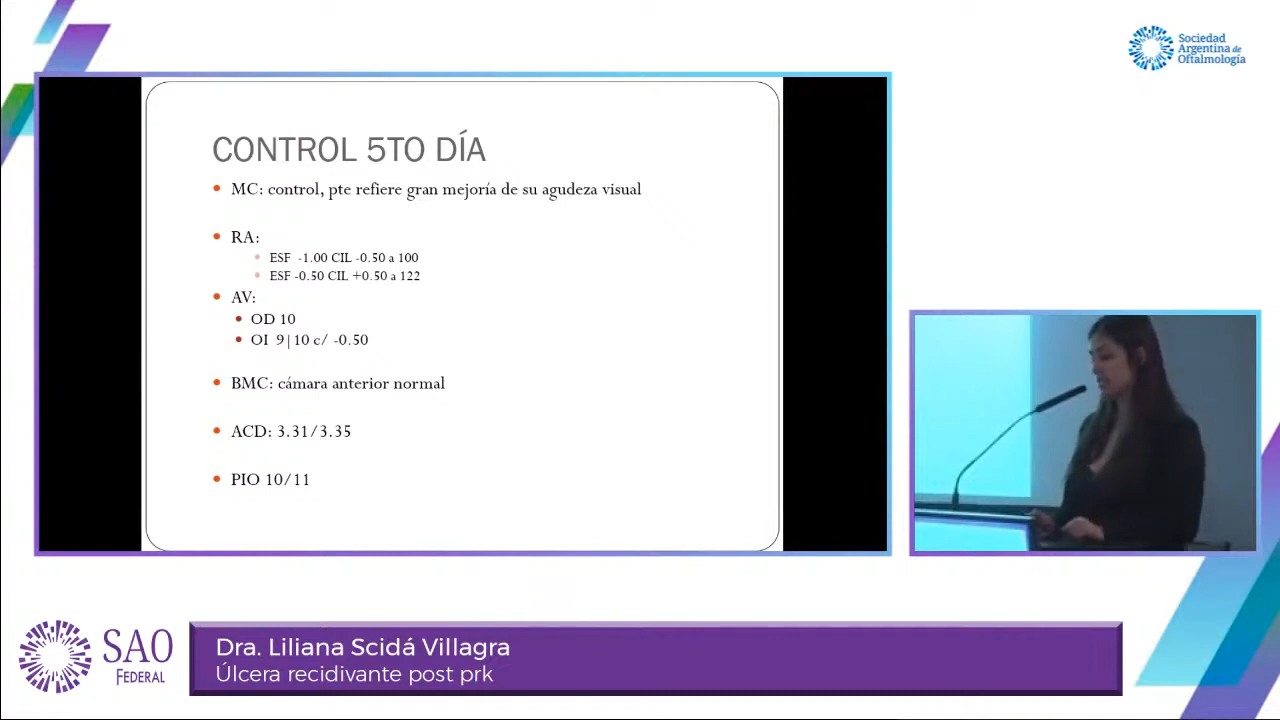 Sociedad
Argentina de
Oftalmología
CONTROL 5TO DÍA
MC: control, pte refiere gran mejoría de su agudeza visual
RA:
ESF -1.00 CIL -0.50 a 100
ESF -0.50 CIL +0.50 a 122
AV:
OD 10
OI 9|10 c/ -0.50
BMC: cámara anterior normal
ACD: 3.31/3.35
PIO 10/11
SAO
FEDERAL
Dra. Liliana Scidá Villagra
Úlcera recidivante post prk